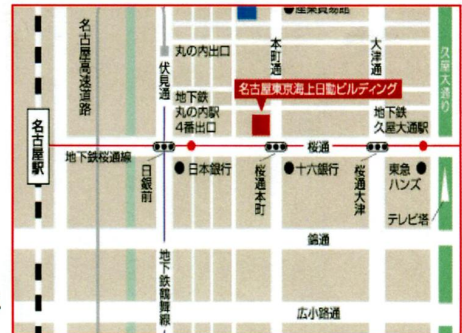 産業貿易館
丸の内出口
名古屋高速道路
伏見通
本町通
大津通
久屋大通り
名古屋東京海上日動ビルディング
地下鉄
丸の内駅
4番出口
地下鉄
久屋大通駅
名古屋駅
桜通
地下鉄桜通線
日銀前
日本銀行
桜通本町
十六銀行
桜通大津
東急
ハンズ
テレビ塔
錦通
地下鉄鶴舞線
広小路通